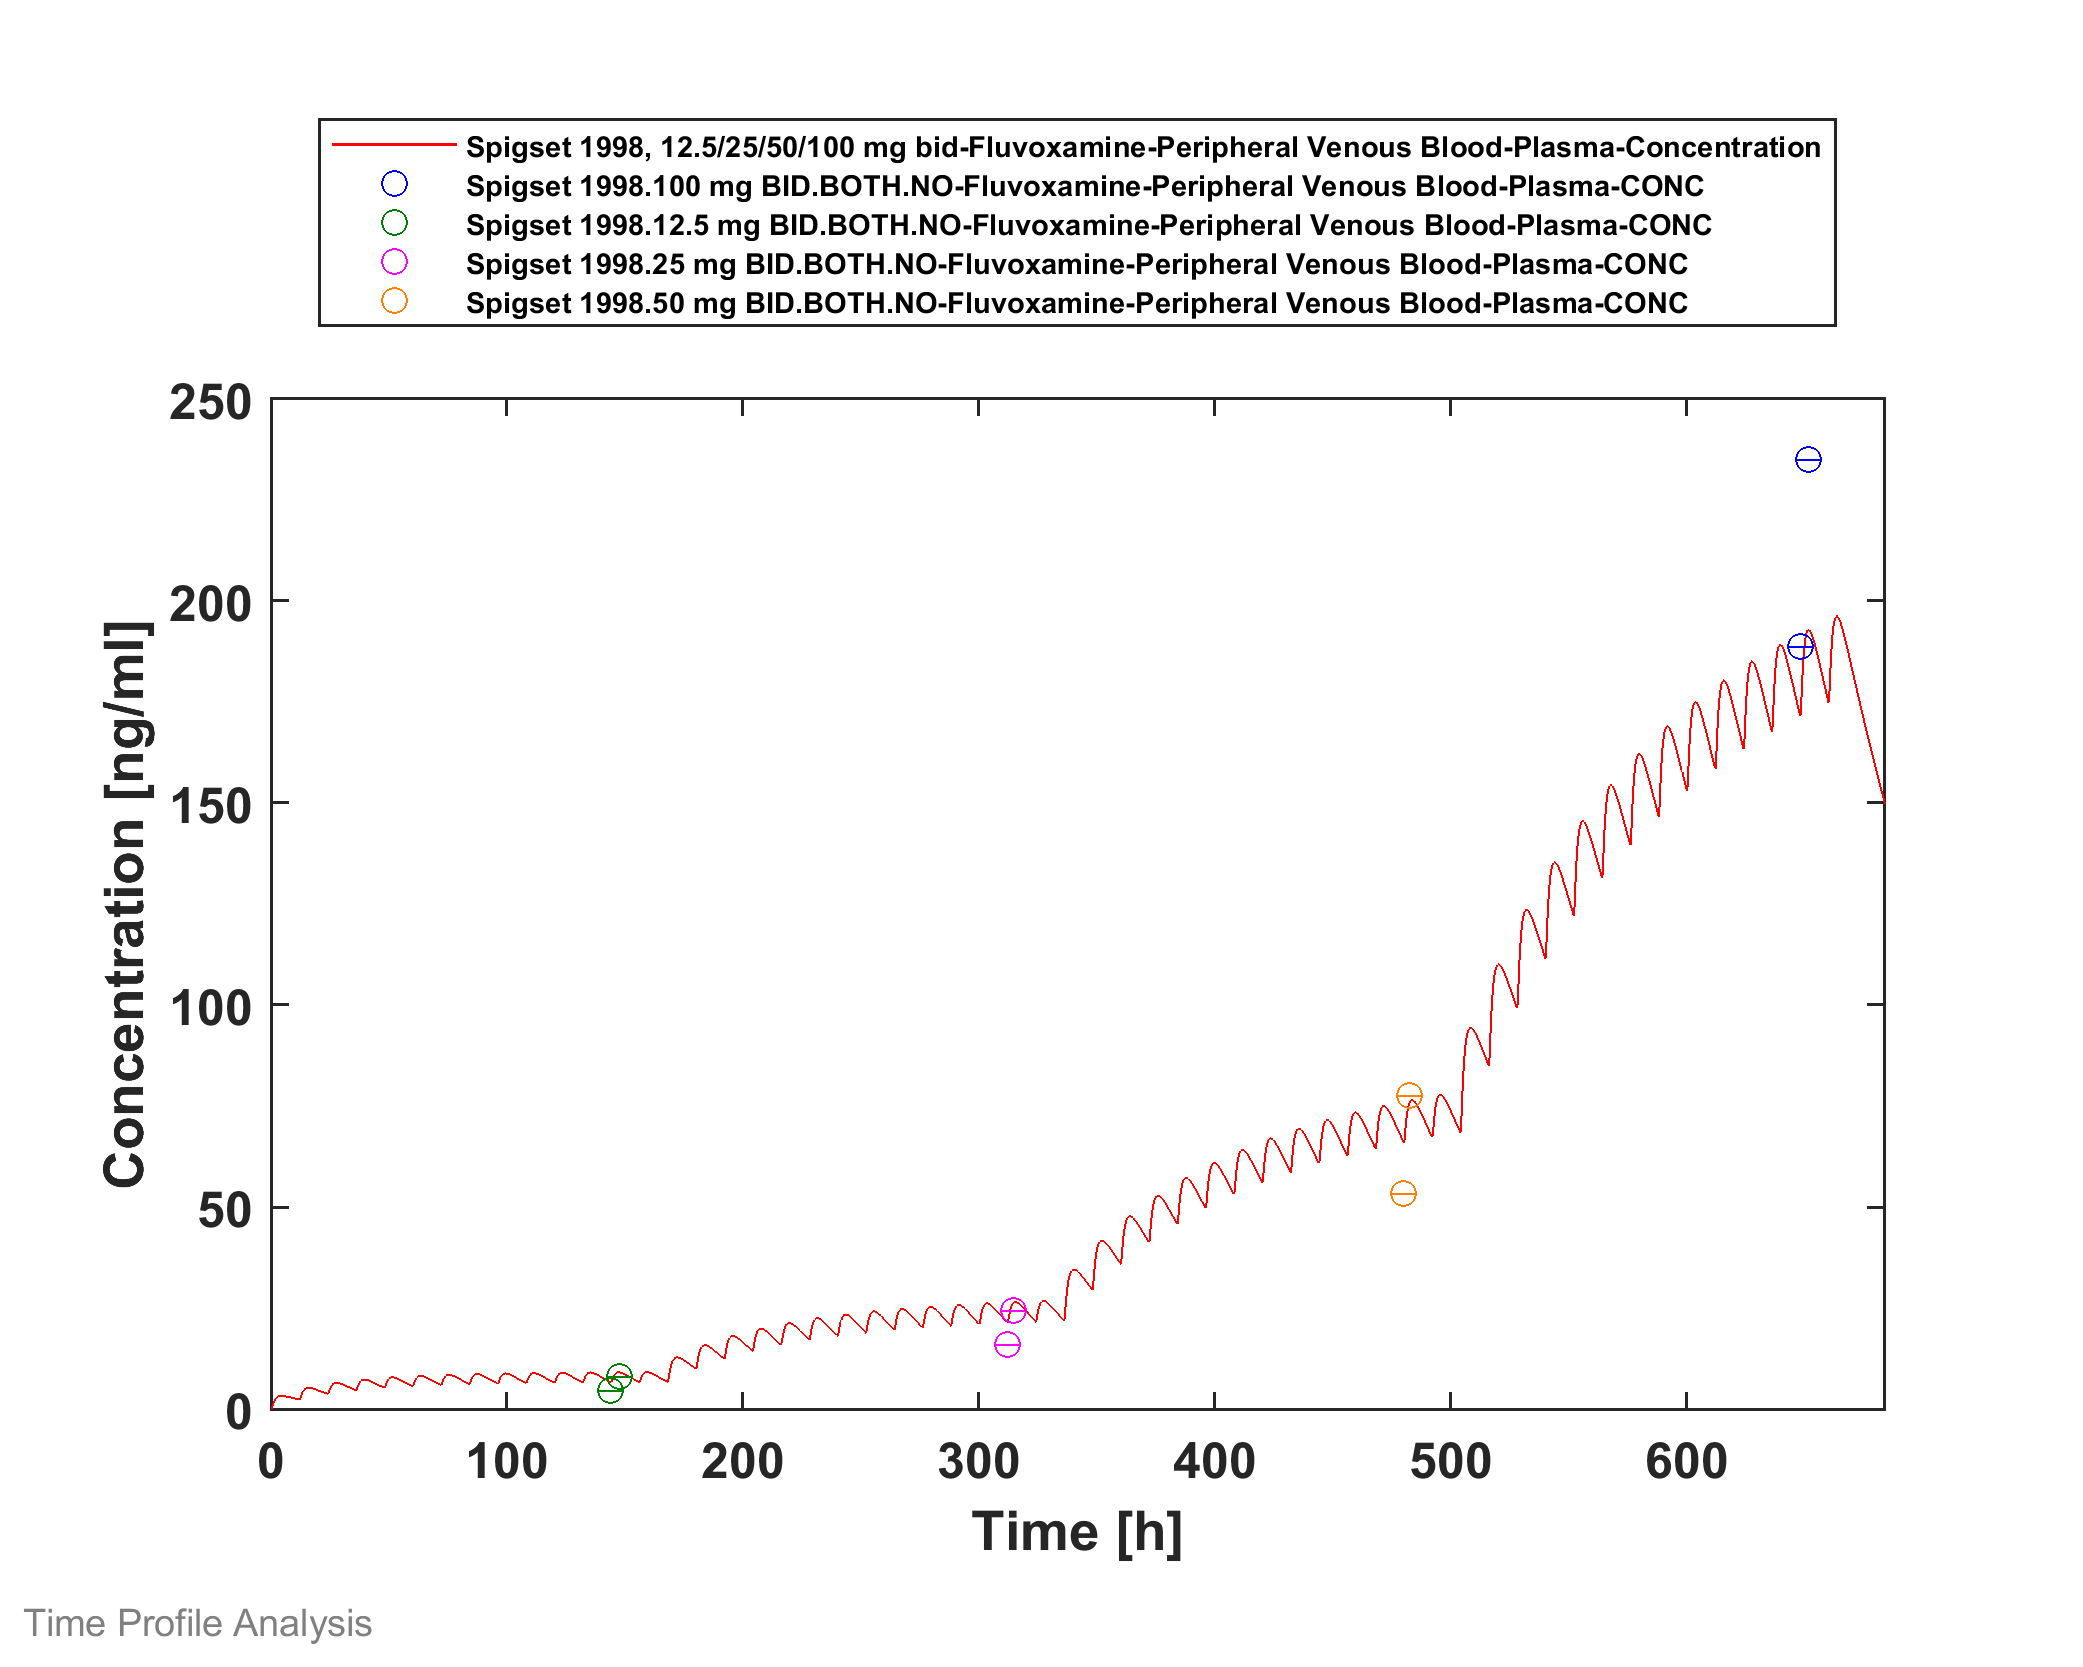 Spigset 1998, 12.5/25/50/100 mg bid-Fluvoxamine-Peripheral Venous Blood-Plasma-Concentration
Spigset 1998.100 mg BID.BOTH.NO-Fluvoxamine-Peripheral Venous Blood-Plasma-CONC
Spigset 1998.12.5 mg BID.BOTH.NO-Fluvoxamine-Peripheral Venous Blood-Plasma-CONC
Spigset 1998.25 mg BID.BOTH.NO-Fluvoxamine-Peripheral Venous Blood-Plasma-CONC
Spigset 1998.50 mg BID.BOTH.NO-Fluvoxamine-Peripheral Venous Blood-Plasma-CONC
250
200
150
100
50
0
Concentration [ng/ml]
0 100 200 300 400 500 600
Time [h]
Time Profile Analysis